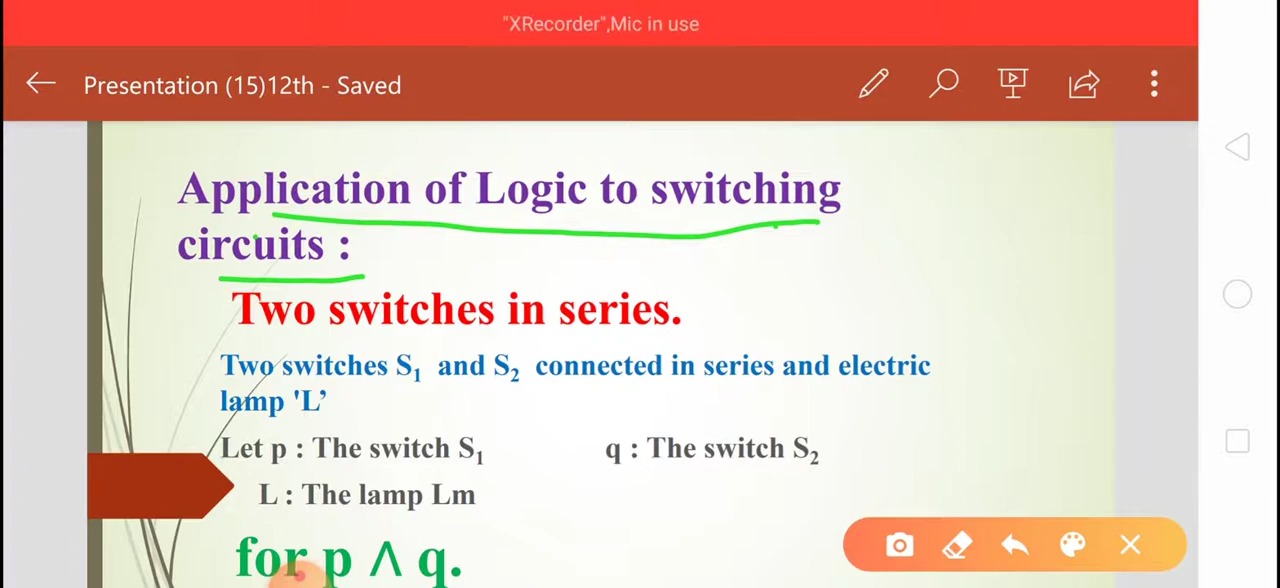 "XRecorder",Mic in use
Presentation (15)12th - Saved
Application of Logic to switching
circuits :
Two switches in series.
Two switches S₁ and S₂ connected in series and electric
lamp 'L’
Let p : The switch S₁ q : The switch S₂
L : The lamp Lm
for p ∧ q.